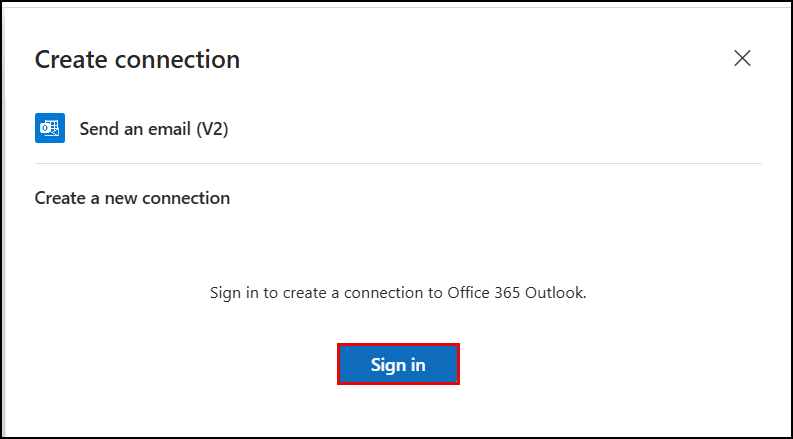 Create connection
Send an email (V2)
Create a new connection
Sign in to create a connection to Office 365 Outlook.
Sign in